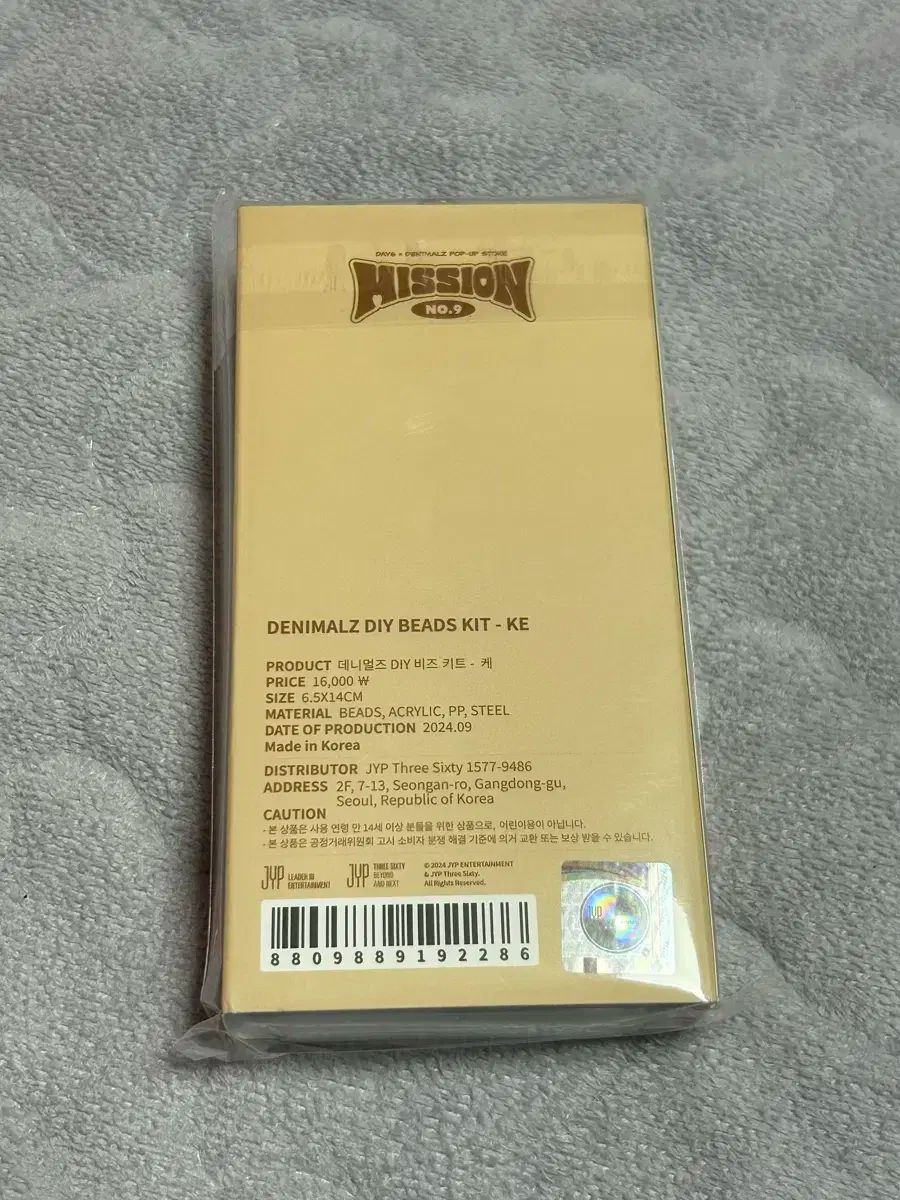 DAY6 × DENIMALZ POP-UP STORE
MISSION
NO.9
DENIMALZ DIY BEADS KIT - KE
PRODUCT 데니멀즈 DIY 비즈 키트 - 케
PRICE 16,000 ₩
SIZE 6.5X14CM
MATERIAL BEADS, ACRYLIC, PP, STEEL
DATE OF PRODUCTION 2024.09
Made in Korea
DISTRIBUTOR JYP Three Sixty 1577-9486
ADDRESS 2F, 7-13, Seongan-ro, Gangdong-gu,
Seoul, Republic of Korea
CAUTION
- 본 상품은 사용 연령 만 14세 이상 분들을 위한 상품으로, 어린이용이 아닙니다.
- 본 상품은 공정거래위원회 고시 소비자 분쟁 해결 기준에 의거 교환 또는 보상 받을 수 있습니다.
JYP LEADER IN
ENTERTAINMENT
JYP THREE SIXTY
BEYOND
AND NEXT
© 2024 JYP ENTERTAINMENT
& JYP Three Sixty.
All Rights Reserved.
JYP
8809889192286